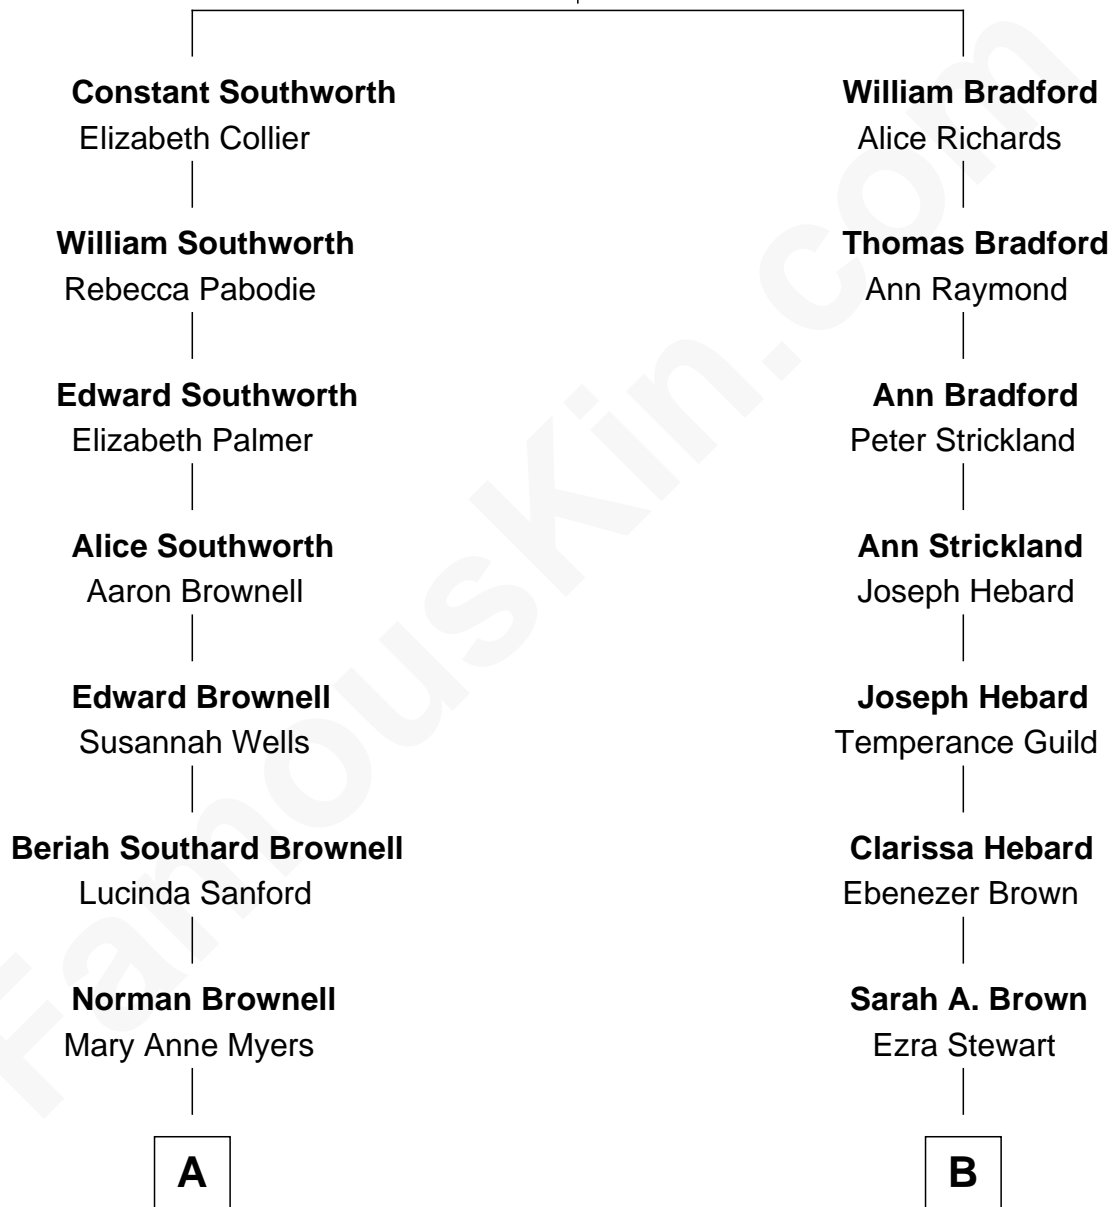 Constant Southworth
Elizabeth Collier
William Southworth
Rebecca Pabodie
Edward Southworth
Elizabeth Palmer
Alice Southworth
Aaron Brownell
Edward Brownell
Susannah Wells
Beriah Southard Brownell
Lucinda Sanford
Norman Brownell
Mary Anne Myers
A
William Bradford
Alice Richards
Thomas Bradford
Ann Raymond
Ann Bradford
Peter Strickland
Ann Strickland
Joseph Hebard
Joseph Hebard
Temperance Guild
Clarissa Hebard
Ebenezer Brown
Sarah A. Brown
Ezra Stewart
B
FamousKin.com